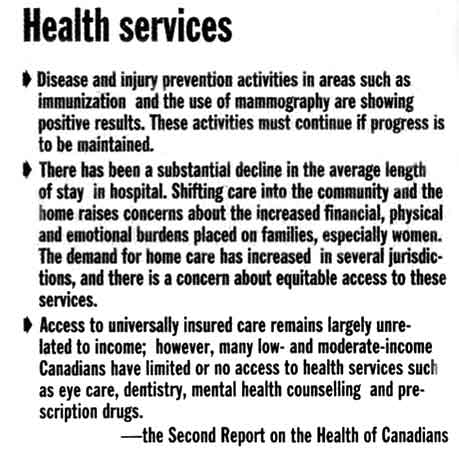 Health services
Disease and injury prevention activities in areas such as
immunization and the use of mammography are showing
positive results. These activities must continue if progress is
to be maintained.
There has been a substantial decline in the average length
of stay in hospital. Shifting care into the community and the
home raises concerns about the increased financial, physical
and emotional burdens placed on families, especially women.
The demand for home care has increased in several jurisdic-
tions, and there is a concern about equitable access to these
services.
Access to universally insured care remains largely unre-
lated to income; however, many low- and moderate-income
Canadians have limited or no access to health services such
as eye care, dentistry, mental health counselling and pre-
scription drugs.
—the Second Report on the Health of Canadians